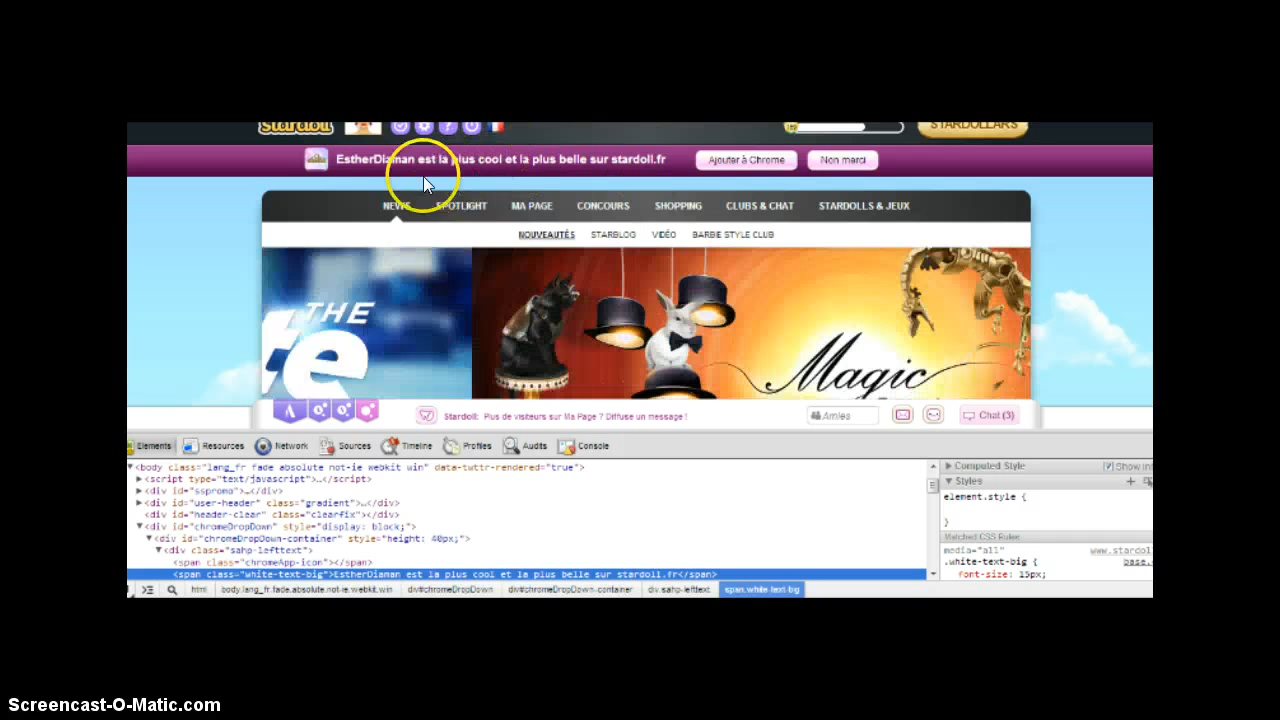 Stardoll
STARDOLLARS
EstherDiaman est la plus cool et la plus belle sur stardoll.fr
Ajouter à Chrome
Non merci
NEWS SPOTLIGHT MA PAGE CONCOURS SHOPPING CLUBS & CHAT STARDOLLS & JEUX
NOUVEAUTÉS STARBLOG VIDÉO BARBIE STYLE CLUB
THE
Magic
Stardoll: Plus de visiteurs sur Ma Page ? Diffuse un message !
Amies
Chat (3)
Elements Resources Network Sources Timeline Profiles Audits Console
<body class="lang_fr fade absolute not-ie webkit win" data-twttr-rendered="true">
<script type="text/javascript">…</script>
<div id="sspromo">…</div>
<div id="user-header" class="gradient">…</div>
<div id="header-clear" class="clearfix"></div>
<div id="chromeDropDown" style="display: block;">
<div id="chromeDropDown-container" style="height: 40px;">
<div class="sahp-lefttext">
<span class="chromeApp-icon"></span>
<span class="white-text-big">EstherDiaman est la plus cool et la plus belle sur stardoll.fr</span>
html body.lang_fr.fade.absolute.not-ie.webkit.win div#chromeDropDown div#chromeDropDown-container div.sahp-lefttext span.white-text-big
Computed Style
Show in
Styles
element.style {
}
Matched CSS Rules
media="all"
www.stardol
.white-text-big {
base.
font-size: 15px;
Screencast-O-Matic.com